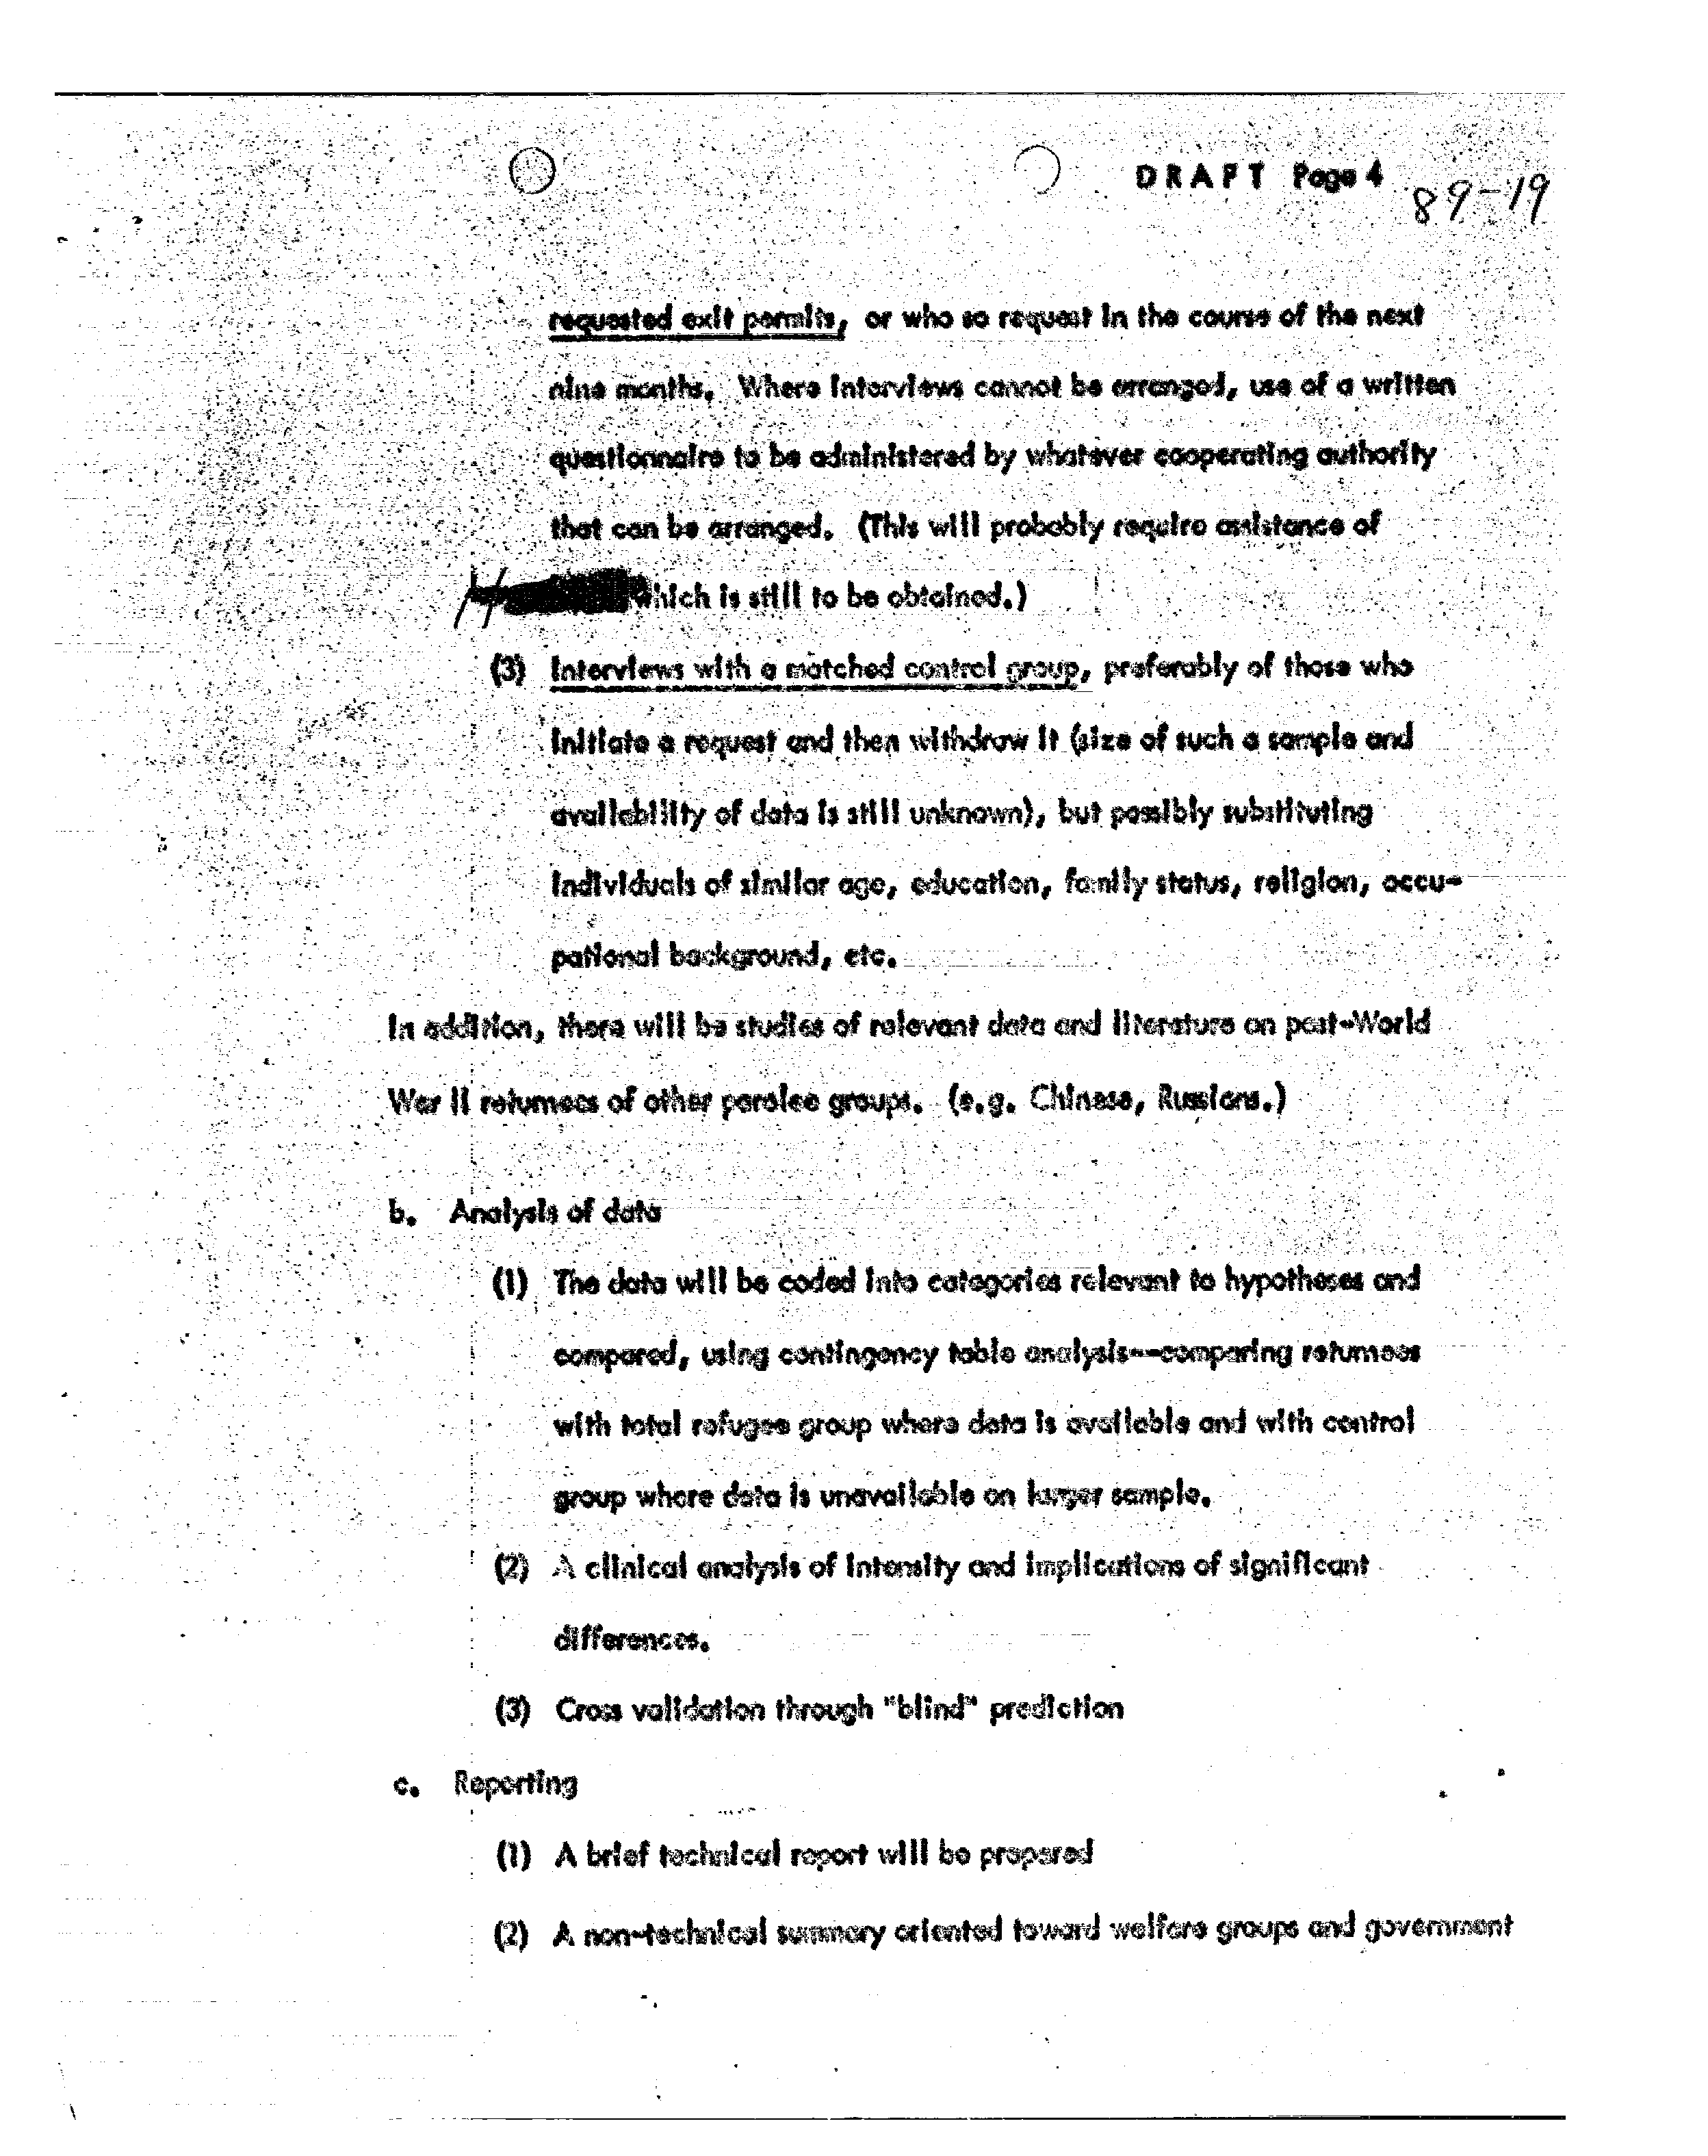 DRAFT Page 4
89-19
requested exit permits, or who so request in the course of the next
nine months. Where interviews cannot be arranged, use of a written
questionnaire to be administered by whatever cooperating authority
that can be arranged. (This will probably require assistance of
which is still to be obtained.)
(3) Interviews with a matched control group, preferably of those who
initiate a request and then withdraw it (size of such a sample and
availability of data is still unknown), but possibly substituting
individuals of similar age, education, family status, religion, occu-
pational background, etc.
In addition, there will be studies of relevant data and literature on post-World
War II returnees of other parolee groups. (e.g. Chinese, Russians.)
b. Analysis of data
(1) The data will be coded into categories relevant to hypotheses and
compared, using contingency table analysis--comparing returnees
with total refugee group where data is available and with control
group where data is unavailable on larger sample.
(2) A clinical analysis of intensity and implications of significant
differences.
(3) Cross validation through "blind" prediction
c. Reporting
(1) A brief technical report will be prepared
(2) A non-technical summary oriented toward welfare groups and government